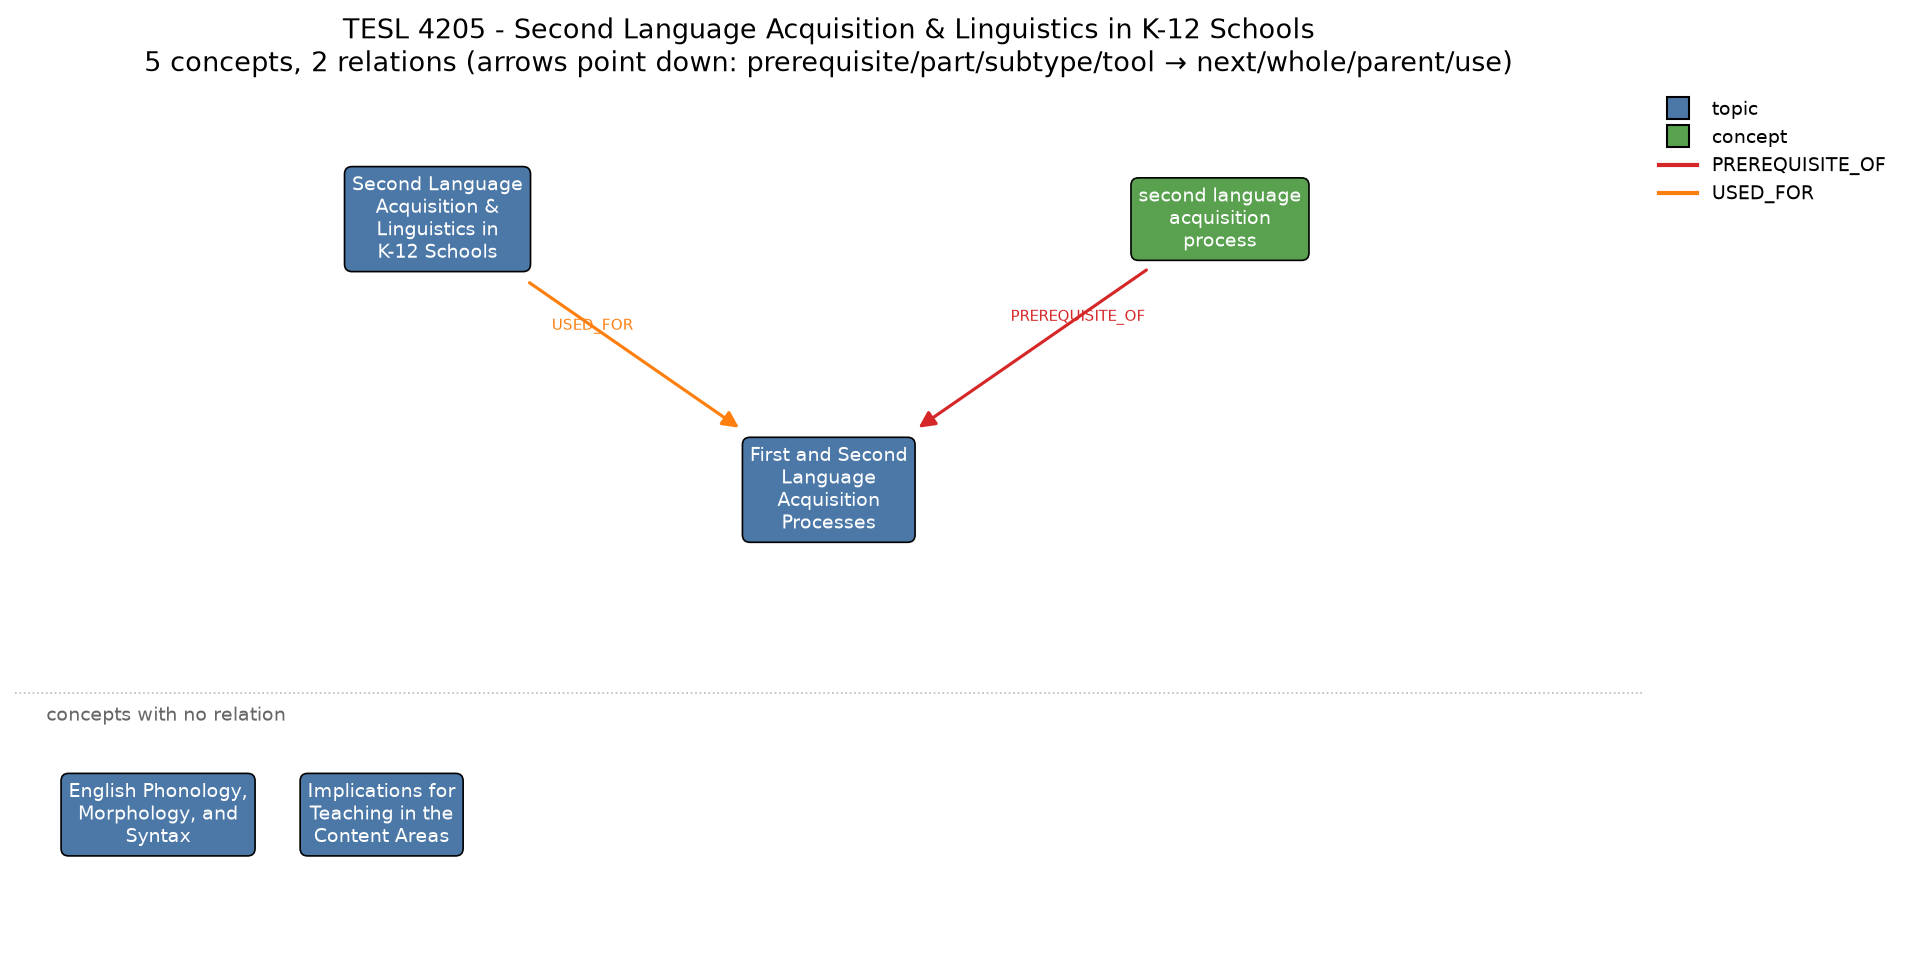 TESL 4205 - Second Language Acquisition & Linguistics in K-12 Schools
5 concepts, 2 relations (arrows point down: prerequisite/part/subtype/tool → next/whole/parent/use)
topic
concept
PREREQUISITE_OF
USED_FOR
Second Language
Acquisition &
Linguistics in
K-12 Schools
second language
acquisition
process
USED_FOR
PREREQUISITE_OF
First and Second
Language
Acquisition
Processes
concepts with no relation
English Phonology,
Morphology, and
Syntax
Implications for
Teaching in the
Content Areas